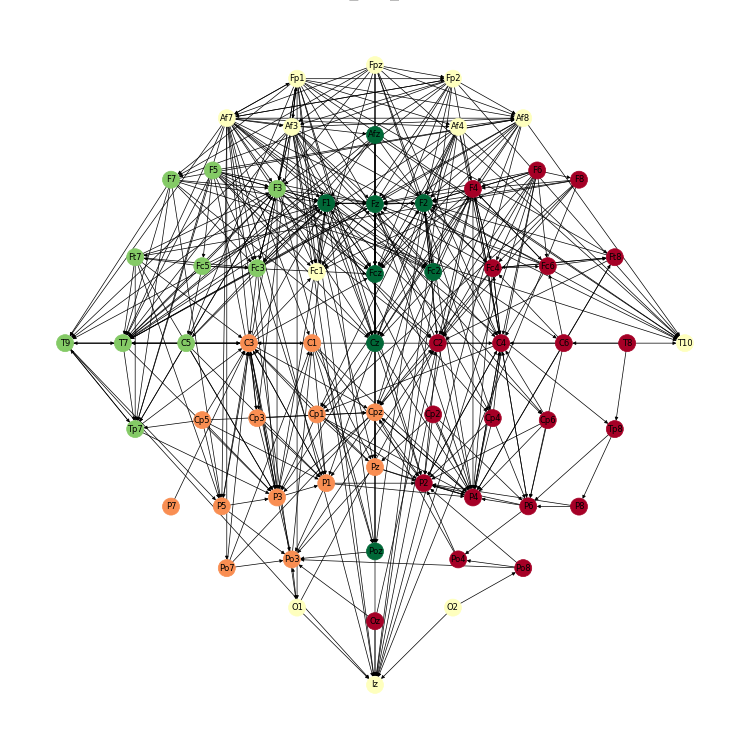 Fpz
Fp1 Fp2
Af7 Af3 Afz Af4 Af8
F7 F5 F3 F1 Fz F2 F4 F6 F8
Ft7 Fc5 Fc3 Fc1 Fcz Fc2 Fc4 Fc6 Ft8
T9 T7 C5 C3 C1 Cz C2 C4 C6 T8 T10
Tp7 Cp5 Cp3 Cp1 Cpz Cp2 Cp4 Cp6 Tp8
P7 P5 P3 P1 Pz P2 P4 P6 P8
Po7 Po3 Poz Po4 Po8
O1 Oz O2
Iz